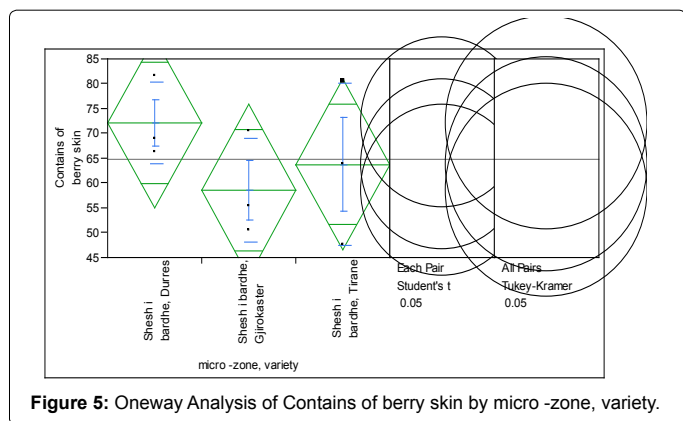 Contains of
berry skin
85
80
75
70
65
60
55
50
45
Shesh i
bardhe, Durres
Shesh i bardhe,
Gjirokaster
Shesh i
bardhe, Tirane
micro -zone, variety
Each Pair
Student's t
0.05
All Pairs
Tukey-Kramer
0.05
Figure 5: Oneway Analysis of Contains of berry skin by micro -zone, variety.